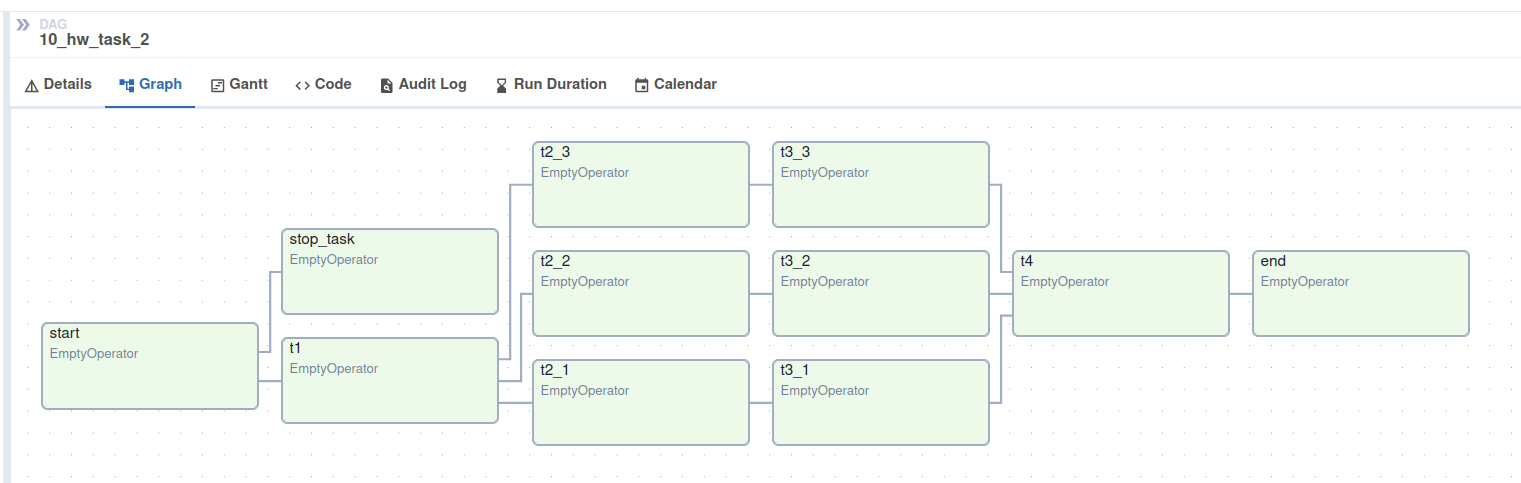 DAG
10_hw_task_2
Details
Graph
Gantt
Code
Audit Log
Run Duration
Calendar
start
EmptyOperator
stop_task
EmptyOperator
t1
EmptyOperator
t2_3
EmptyOperator
t2_2
EmptyOperator
t2_1
EmptyOperator
t3_3
EmptyOperator
t3_2
EmptyOperator
t3_1
EmptyOperator
t4
EmptyOperator
end
EmptyOperator